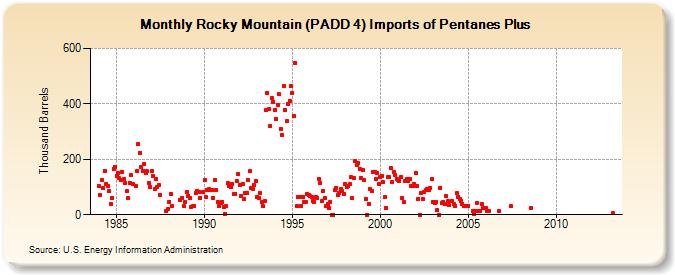 Monthly Rocky Mountain (PADD 4) Imports of Pentanes Plus
Thousand Barrels
600
400
200
0
1985 1990 1995 2000 2005 2010
Source: U.S. Energy Information Administration